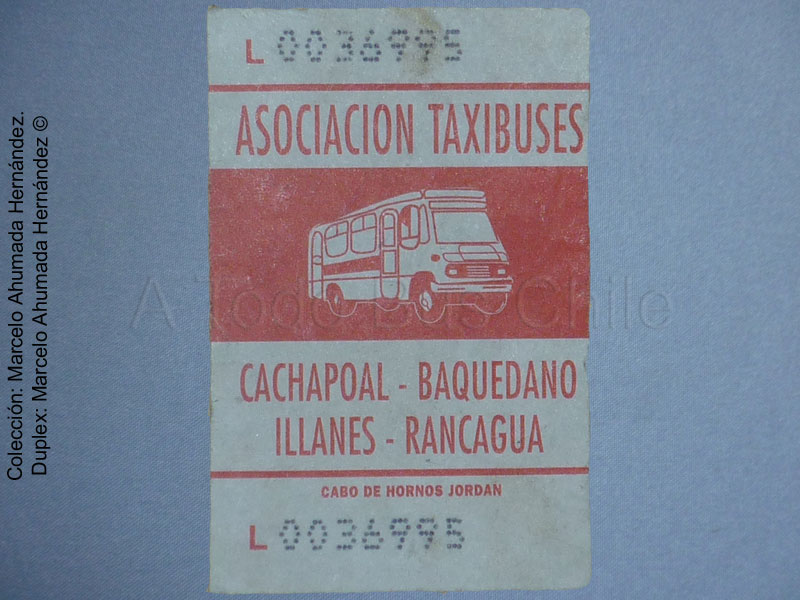 L 0036995
ASOCIACION TAXIBUSES
CACHAPOAL - BAQUEDANO
ILLANES - RANCAGUA
CABO DE HORNOS JORDAN
L 0036995
A Todo Bus Chile
Colección: Marcelo Ahumada Hernández.
Duplex: Marcelo Ahumada Hernández ©